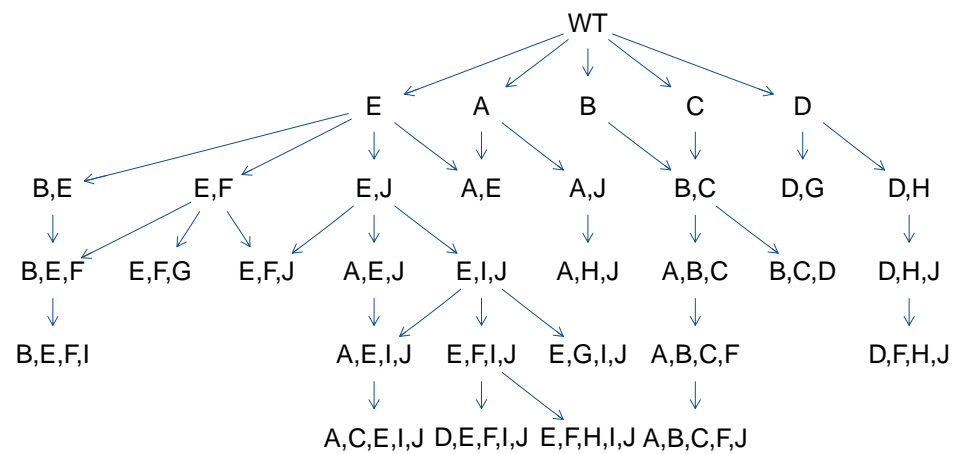 WT
E A B C D
B,E E,F E,J A,E A,J B,C D,G D,H
B,E,F E,F,G E,F,J A,E,J E,I,J A,H,J A,B,C B,C,D D,H,J
B,E,F,I A,E,I,J E,F,I,J E,G,I,J A,B,C,F D,F,H,J
A,C,E,I,J D,E,F,I,J E,F,H,I,J A,B,C,F,J